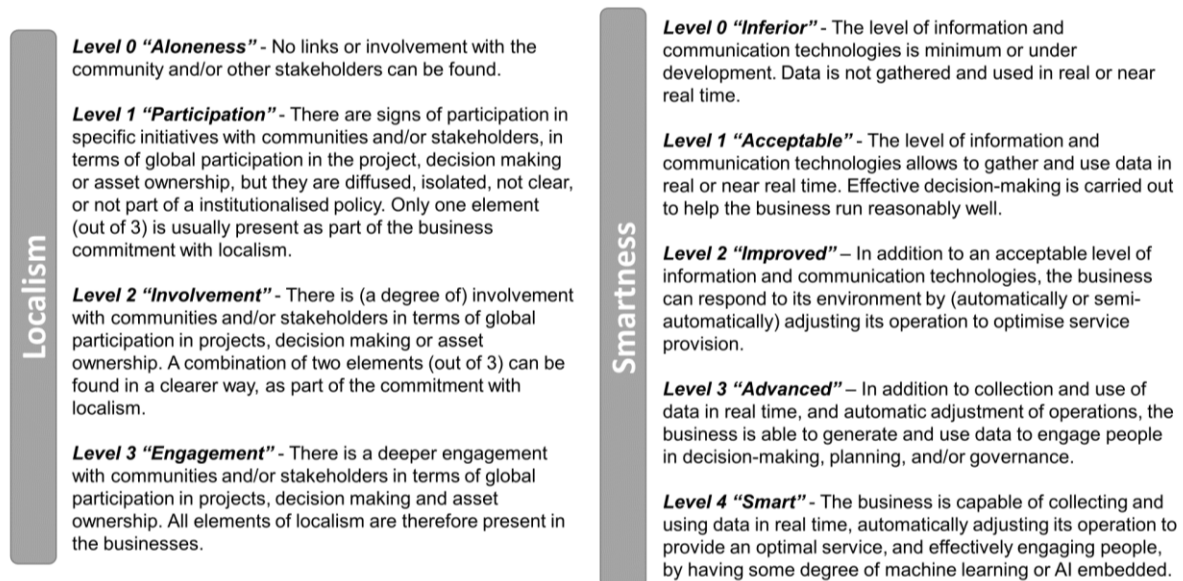 Localism
Level 0 “Aloneness” - No links or involvement with the
community and/or other stakeholders can be found.
Level 1 “Participation” - There are signs of participation in
specific initiatives with communities and/or stakeholders, in
terms of global participation in the project, decision making
or asset ownership, but they are diffused, isolated, not clear,
or not part of a institutionalised policy. Only one element
(out of 3) is usually present as part of the business
commitment with localism.
Level 2 “Involvement” - There is (a degree of) involvement
with communities and/or stakeholders in terms of global
participation in projects, decision making or asset
ownership. A combination of two elements (out of 3) can be
found in a clearer way, as part of the commitment with
localism.
Level 3 “Engagement” - There is a deeper engagement
with communities and/or stakeholders in terms of global
participation in projects, decision making and asset
ownership. All elements of localism are therefore present in
the businesses.
Smartness
Level 0 “Inferior” - The level of information and
communication technologies is minimum or under
development. Data is not gathered and used in real or near
real time.
Level 1 “Acceptable” - The level of information and
communication technologies allows to gather and use data in
real or near real time. Effective decision-making is carried out
to help the business run reasonably well.
Level 2 “Improved” – In addition to an acceptable level of
information and communication technologies, the business
can respond to its environment by (automatically or semi-
automatically) adjusting its operation to optimise service
provision.
Level 3 “Advanced” – In addition to collection and use of
data in real time, and automatic adjustment of operations, the
business is able to generate and use data to engage people
in decision-making, planning, and/or governance.
Level 4 “Smart” - The business is capable of collecting and
using data in real time, automatically adjusting its operation to
provide an optimal service, and effectively engaging people,
by having some degree of machine learning or AI embedded.